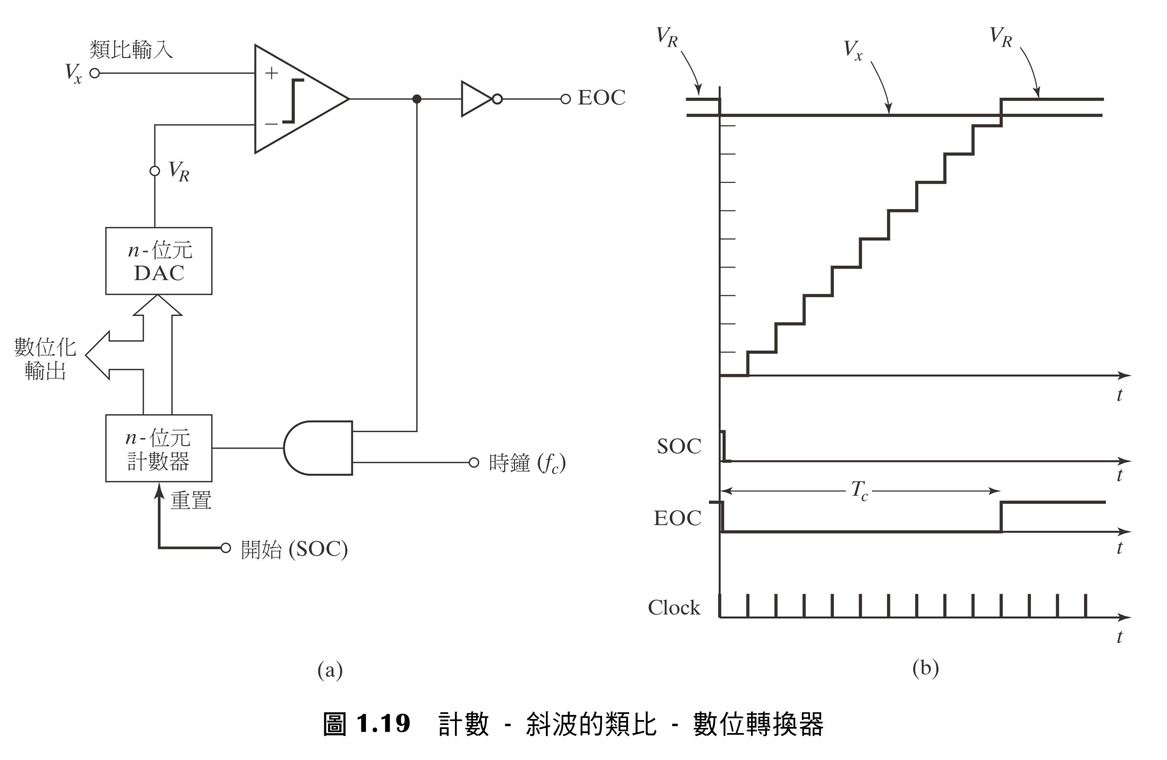 類比輸入
Vx
+
−
EOC
VR
n-位元
DAC
數位化
輸出
n-位元
計數器
重置
時鐘 (fc)
開始 (SOC)
(a)
VR
Vx
VR
t
SOC
t
Tc
EOC
t
Clock
t
(b)
圖 1.19 計數 - 斜波的類比 - 數位轉換器